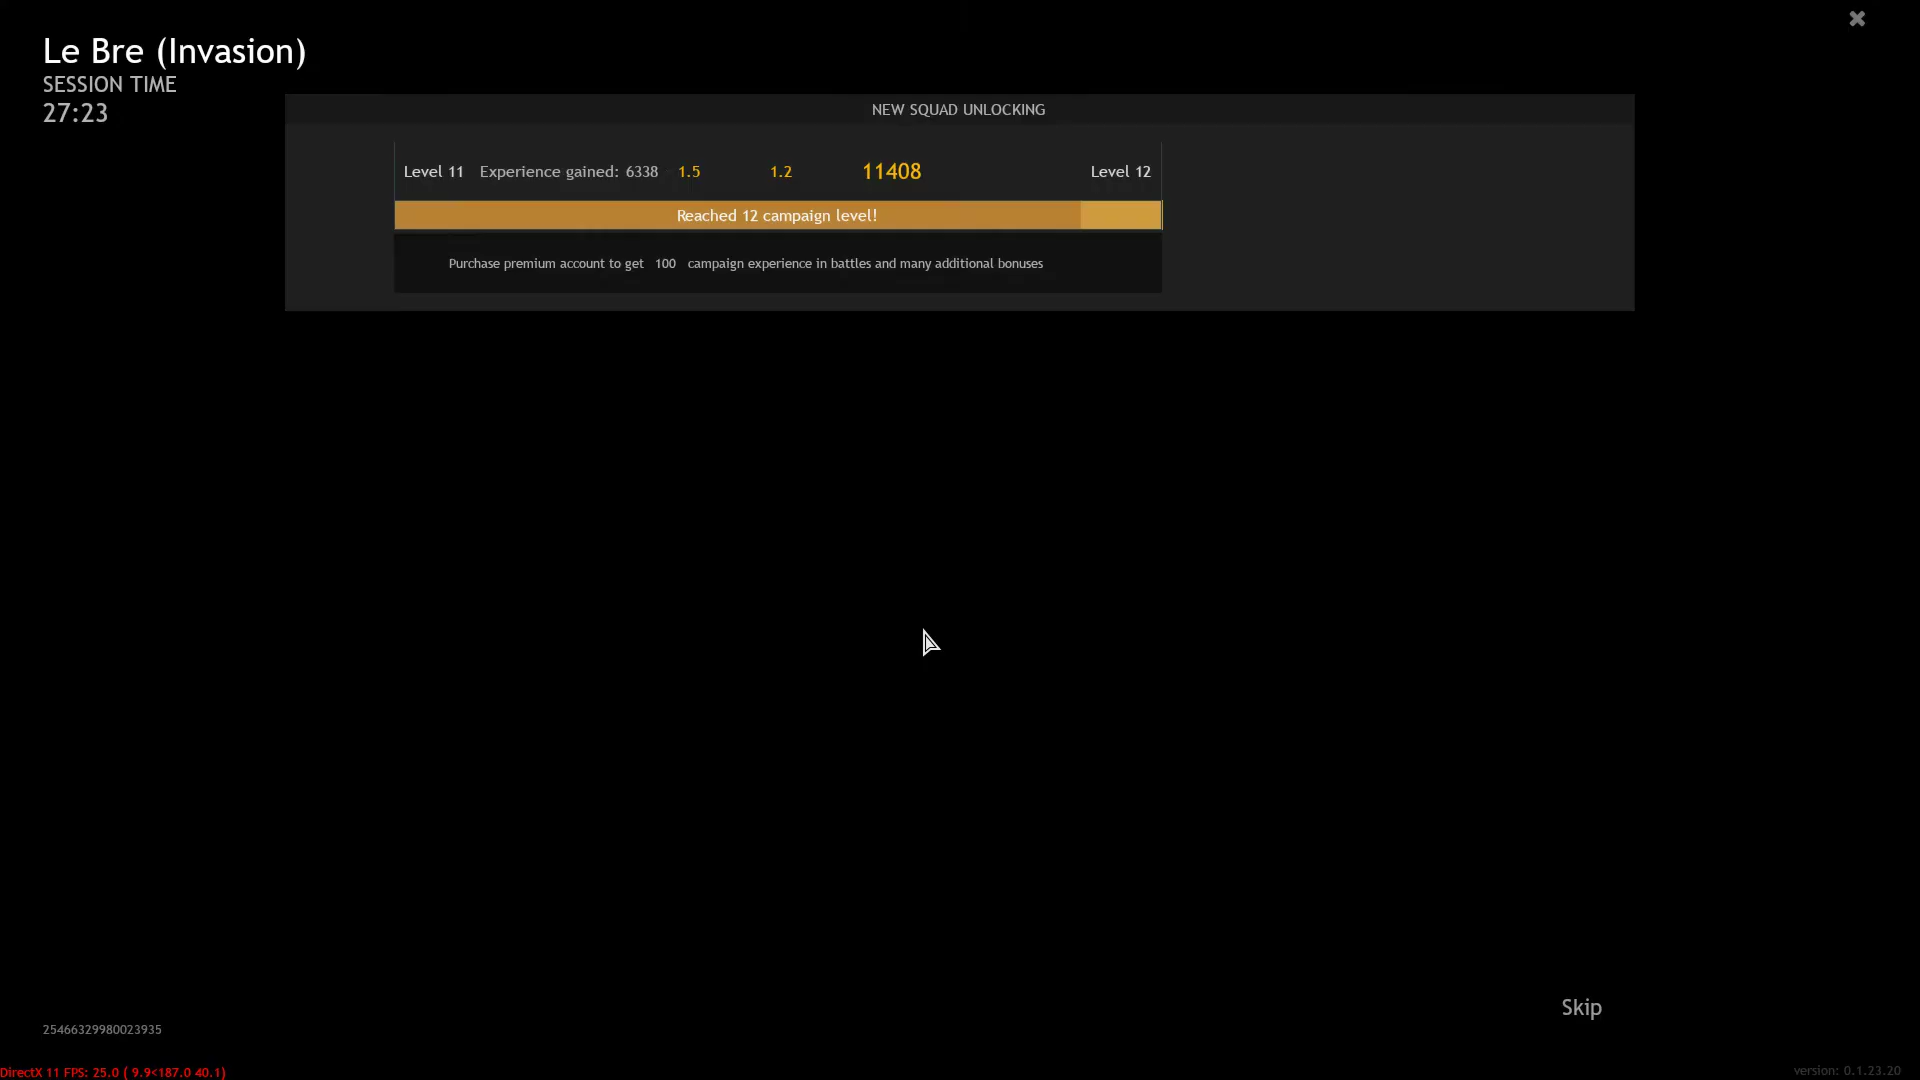 Le Bre (Invasion)
SESSION TIME
27:23
NEW SQUAD UNLOCKING
Level 11 Experience gained: 6338 1.5 1.2 11408 Level 12
Reached 12 campaign level!
Purchase premium account to get 100 campaign experience in battles and many additional bonuses
Skip
25466329980023935
DirectX 11 FPS: 25.0 ( 9.9<187.0 40.1)
version: 0.1.23.20